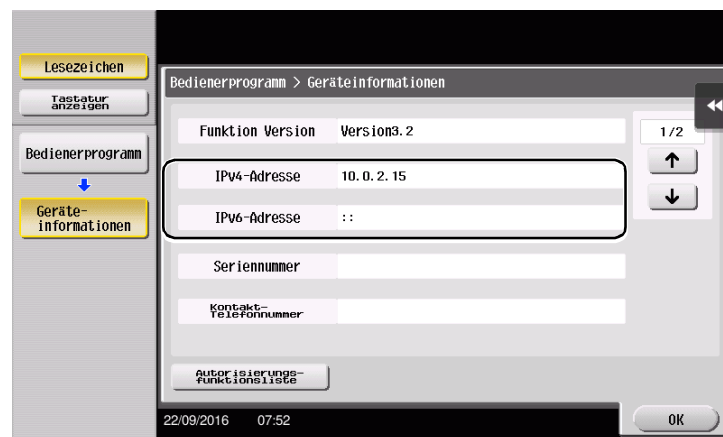 Lesezeichen
Tastatur
anzeigen
Bedienerprogramm
Geräte-
informationen
Bedienerprogramm > Geräteinformationen
Funktion Version Version3.2
IPv4-Adresse 10.0.2.15
IPv6-Adresse ::
Seriennummer
Kontakt-
Telefonnummer
Autorisierungs-
funktionsliste
1/2
22/09/2016 07:52
OK